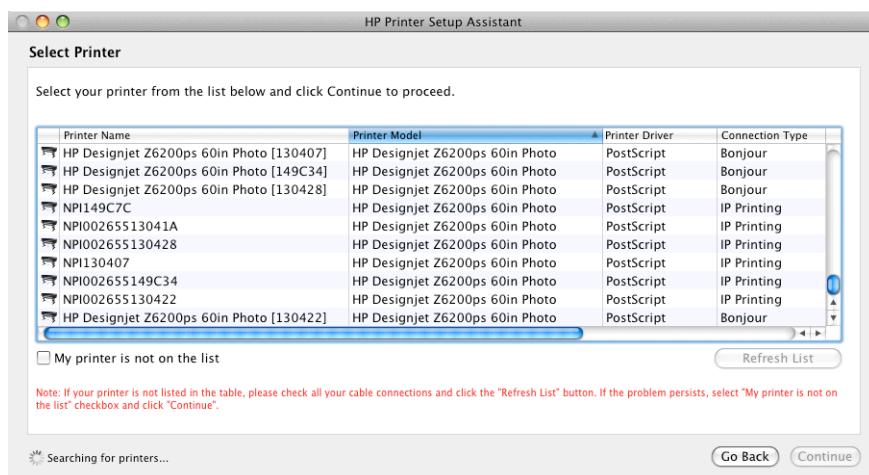 HP Printer Setup Assistant
Select Printer
Select your printer from the list below and click Continue to proceed.
Printer Name Printer Model Printer Driver Connection Type
HP Designjet Z6200ps 60in Photo [130407] HP Designjet Z6200ps 60in Photo PostScript Bonjour
HP Designjet Z6200ps 60in Photo [149C34] HP Designjet Z6200ps 60in Photo PostScript Bonjour
HP Designjet Z6200ps 60in Photo [130428] HP Designjet Z6200ps 60in Photo PostScript Bonjour
NPI149C7C HP Designjet Z6200ps 60in Photo PostScript IP Printing
NPI00265513041A HP Designjet Z6200ps 60in Photo PostScript IP Printing
NPI002655130428 HP Designjet Z6200ps 60in Photo PostScript IP Printing
NPI130407 HP Designjet Z6200ps 60in Photo PostScript IP Printing
NPI002655149C34 HP Designjet Z6200ps 60in Photo PostScript IP Printing
NPI002655130422 HP Designjet Z6200ps 60in Photo PostScript IP Printing
HP Designjet Z6200ps 60in Photo [130422] HP Designjet Z6200ps 60in Photo PostScript Bonjour
My printer is not on the list Refresh List
Note: If your printer is not listed in the table, please check all your cable connections and click the "Refresh List" button. If the problem persists, select "My printer is not on
the list" checkbox and click "Continue".
Searching for printers... Go Back Continue